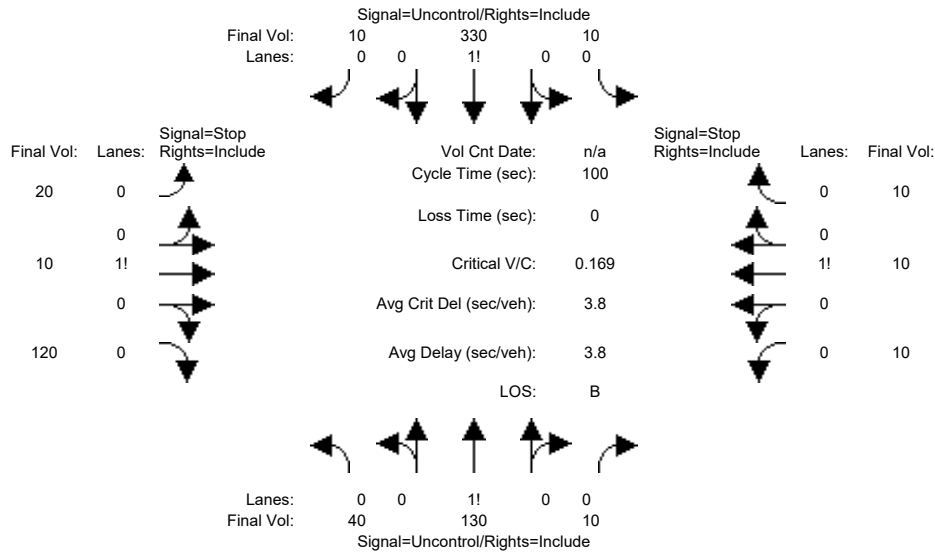 Signal=Uncontrol/Rights=Include
Final Vol: 10 330 10
Lanes: 0 0 1! 0 0
Signal=Stop Signal=Stop
Final Vol: Lanes: Rights=Include Vol Cnt Date: n/a Rights=Include Lanes: Final Vol:
Cycle Time (sec): 100
20 0 0 10
Loss Time (sec): 0
0 0
10 1! Critical V/C: 0.169 1! 10
0 Avg Crit Del (sec/veh): 3.8 0
120 0 Avg Delay (sec/veh): 3.8 0 10
LOS: B
Lanes: 0 0 1! 0 0
Final Vol: 40 130 10
Signal=Uncontrol/Rights=Include